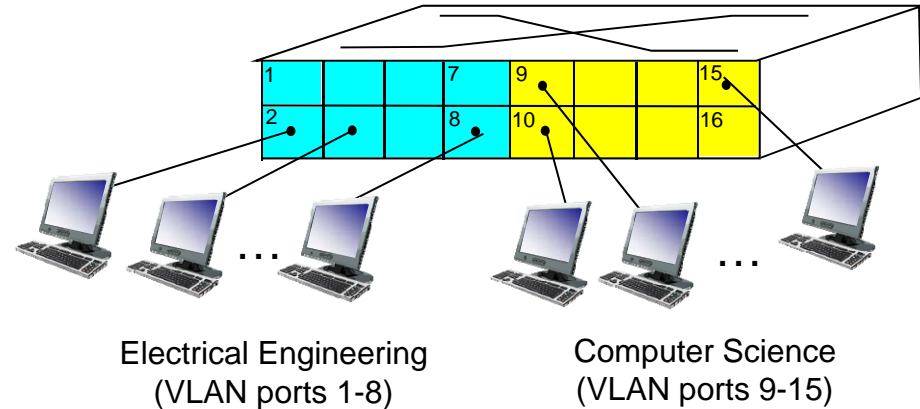 1 7 9 15
2 8 10 16
... ...
Electrical Engineering
(VLAN ports 1-8)
Computer Science
(VLAN ports 9-15)